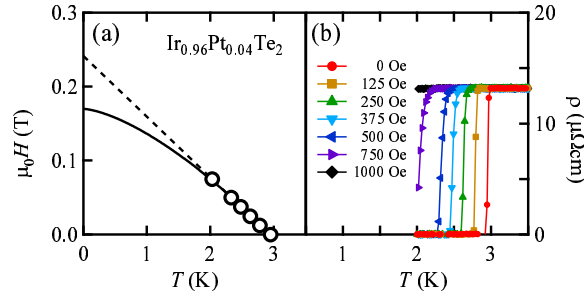 (a)
Ir0.96Pt0.04Te2
μ0H (T)
0.3
0.2
0.1
0.0
0
1
2
3
T (K)
(b)
0 Oe
125 Oe
250 Oe
375 Oe
500 Oe
750 Oe
1000 Oe
1
2
3
T (K)
20
10
0
ρ (μΩcm)